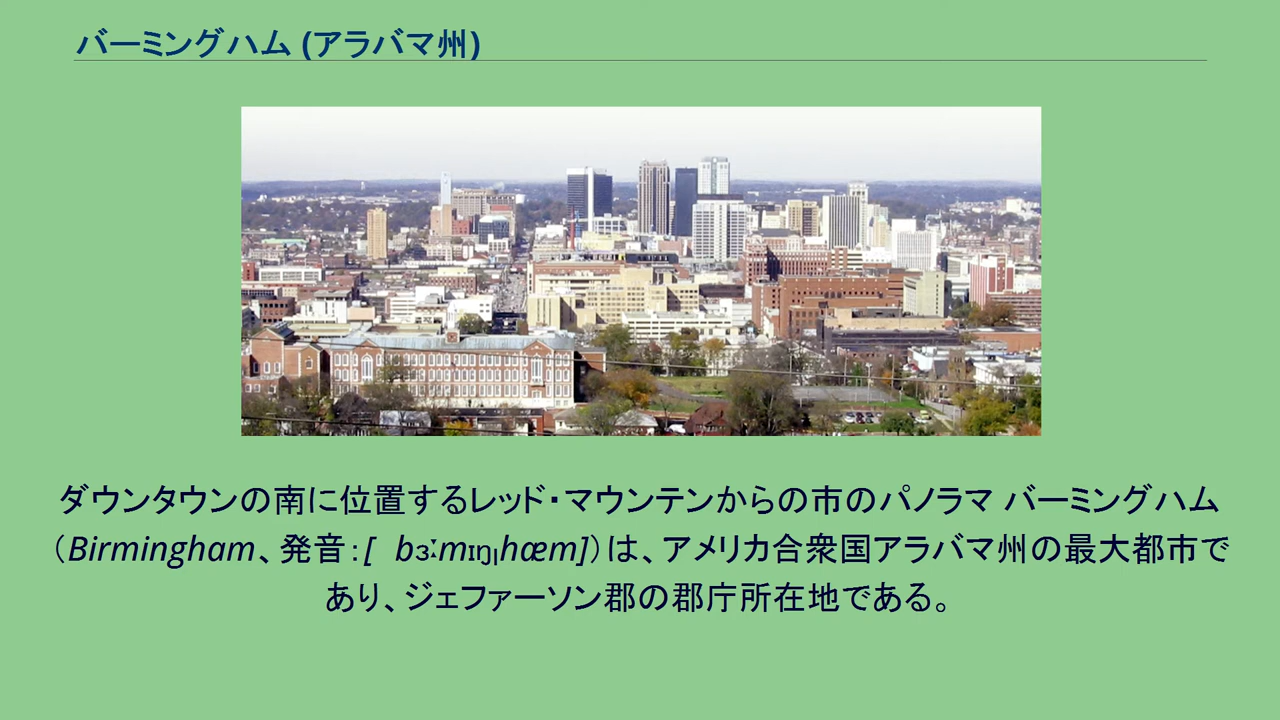 バーミングハム (アラバマ州)
ダウンタウンの南に位置するレッド・マウンテンからの市のパノラマ バーミングハム
（Birmingham、発音：[ˈbɜːˈmɪŋˌhæm]）は、アメリカ合衆国アラバマ州の最大都市で
あり、ジェファーソン郡の郡庁所在地である。